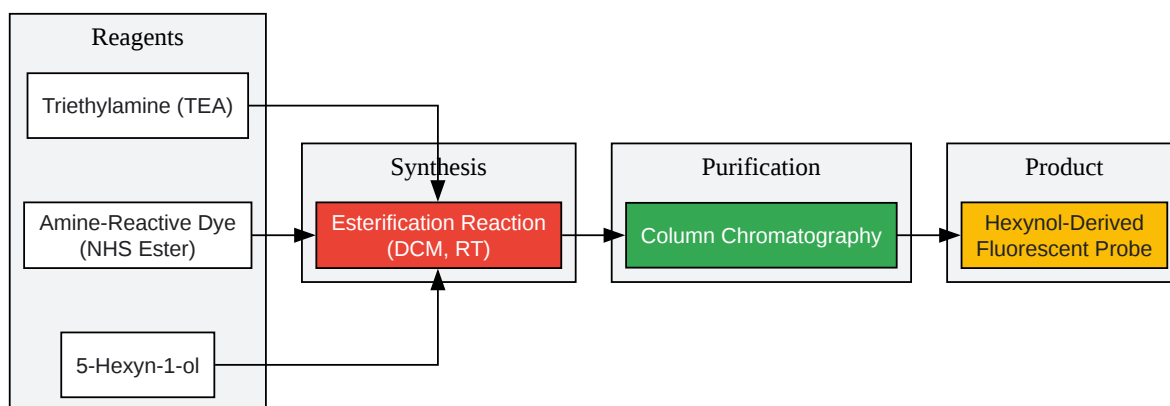 Reagents
Triethylamine (TEA)
Amine-Reactive Dye
(NHS Ester)
5-Hexyn-1-ol
Synthesis
Esterification Reaction
(DCM, RT)
Purification
Column Chromatography
Product
Hexynol-Derived
Fluorescent Probe